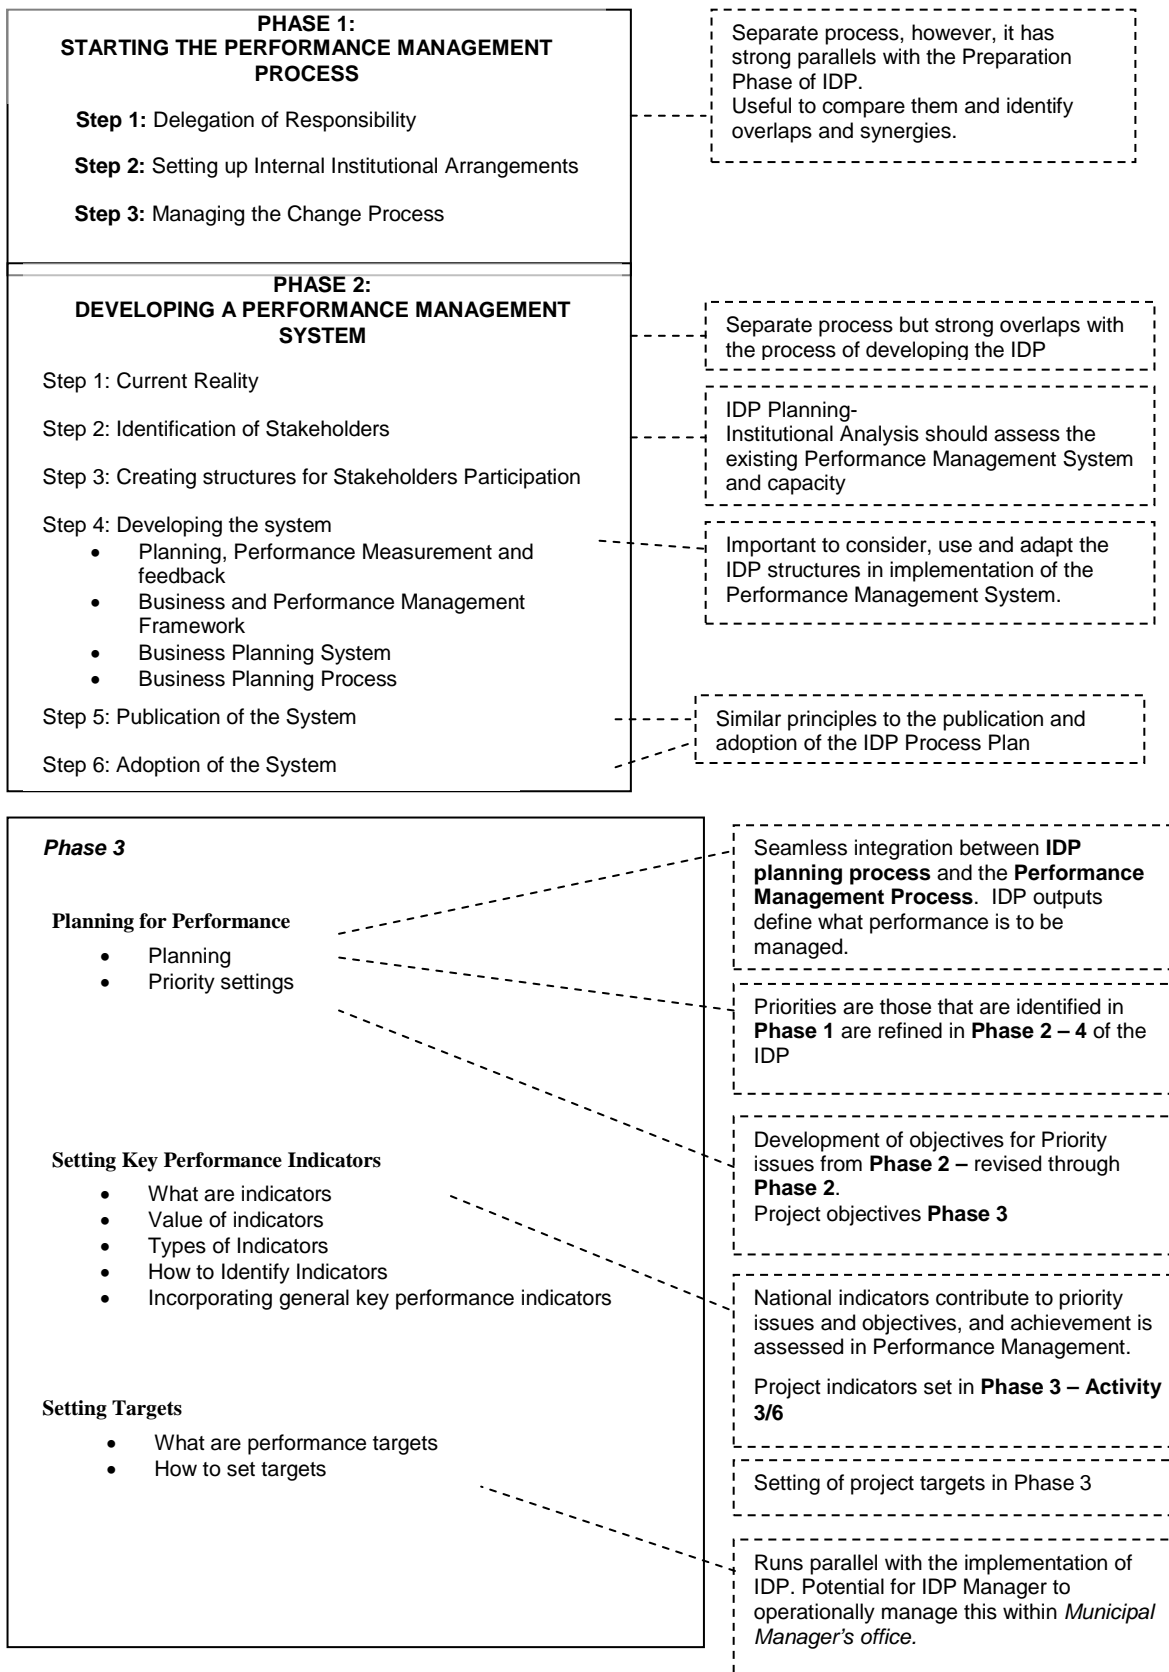 PHASE 1:
STARTING THE PERFORMANCE MANAGEMENT
PROCESS
Step 1: Delegation of Responsibility
Step 2: Setting up Internal Institutional Arrangements
Step 3: Managing the Change Process
Separate process, however, it has
strong parallels with the Preparation
Phase of IDP.
Useful to compare them and identify
overlaps and synergies.
PHASE 2:
DEVELOPING A PERFORMANCE MANAGEMENT
SYSTEM
Step 1: Current Reality
Step 2: Identification of Stakeholders
Step 3: Creating structures for Stakeholders Participation
Step 4: Developing the system
• Planning, Performance Measurement and
feedback
• Business and Performance Management
Framework
• Business Planning System
• Business Planning Process
Step 5: Publication of the System
Step 6: Adoption of the System
Separate process but strong overlaps with
the process of developing the IDP
IDP Planning-
Institutional Analysis should assess the
existing Performance Management System
and capacity
Important to consider, use and adapt the
IDP structures in implementation of the
Performance Management System.
Similar principles to the publication and
adoption of the IDP Process Plan
Phase 3
Planning for Performance
• Planning
• Priority settings
Setting Key Performance Indicators
• What are indicators
• Value of indicators
• Types of Indicators
• How to Identify Indicators
• Incorporating general key performance indicators
Setting Targets
• What are performance targets
• How to set targets
Seamless integration between IDP
planning process and the Performance
Management Process. IDP outputs
define what performance is to be
managed.
Priorities are those that are identified in
Phase 1 are refined in Phase 2 – 4 of the
IDP
Development of objectives for Priority
issues from Phase 2 – revised through
Phase 2.
Project objectives Phase 3
National indicators contribute to priority
issues and objectives, and achievement is
assessed in Performance Management.
Project indicators set in Phase 3 – Activity
3/6
Setting of project targets in Phase 3
Runs parallel with the implementation of
IDP. Potential for IDP Manager to
operationally manage this within Municipal
Manager's office.